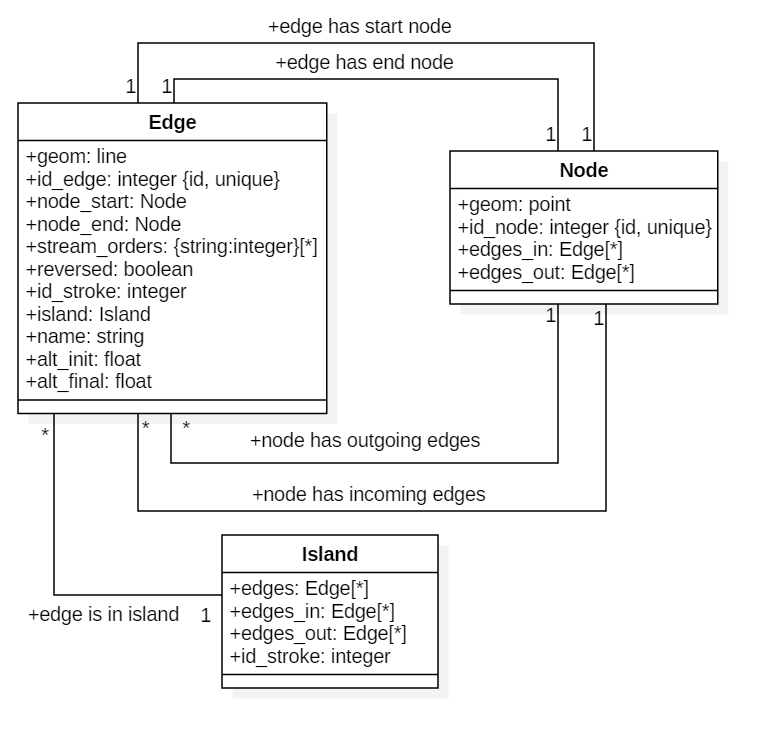 +edge has start node
+edge has end node
1
1
1
1
Edge
+geom: line
+id_edge: integer {id, unique}
+node_start: Node
+node_end: Node
+stream_orders: {string:integer}[*]
+reversed: boolean
+id_stroke: integer
+island: Island
+name: string
+alt_init: float
+alt_final: float
Node
+geom: point
+id_node: integer {id, unique}
+edges_in: Edge[*]
+edges_out: Edge[*]
1
1
*
*
*
+node has outgoing edges
+node has incoming edges
Island
+edges: Edge[*]
+edges_in: Edge[*]
+edges_out: Edge[*]
+id_stroke: integer
+edge is in island
1